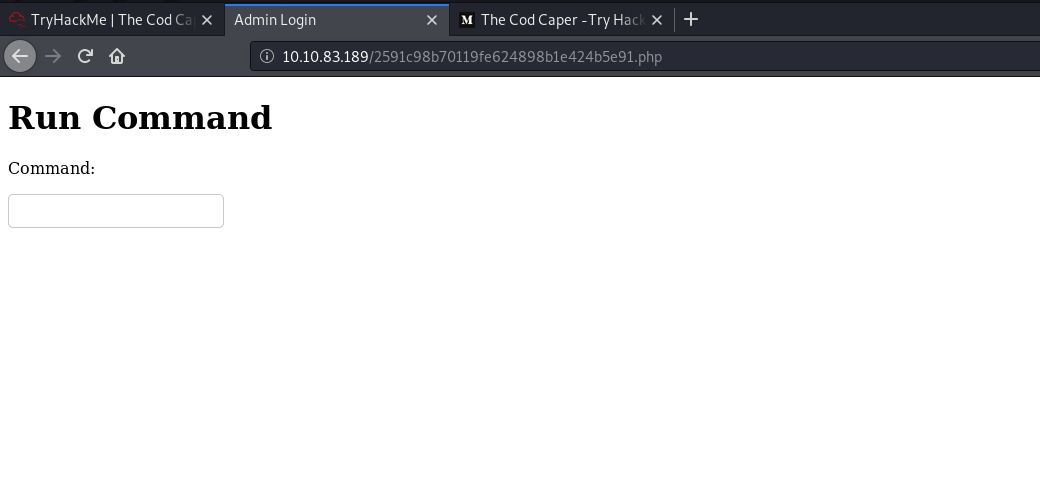 TryHackMe | The Cod Ca
Admin Login
The Cod Caper -Try Hack
10.10.83.189/2591c98b70119fe624898b1e424b5e91.php
Run Command
Command: